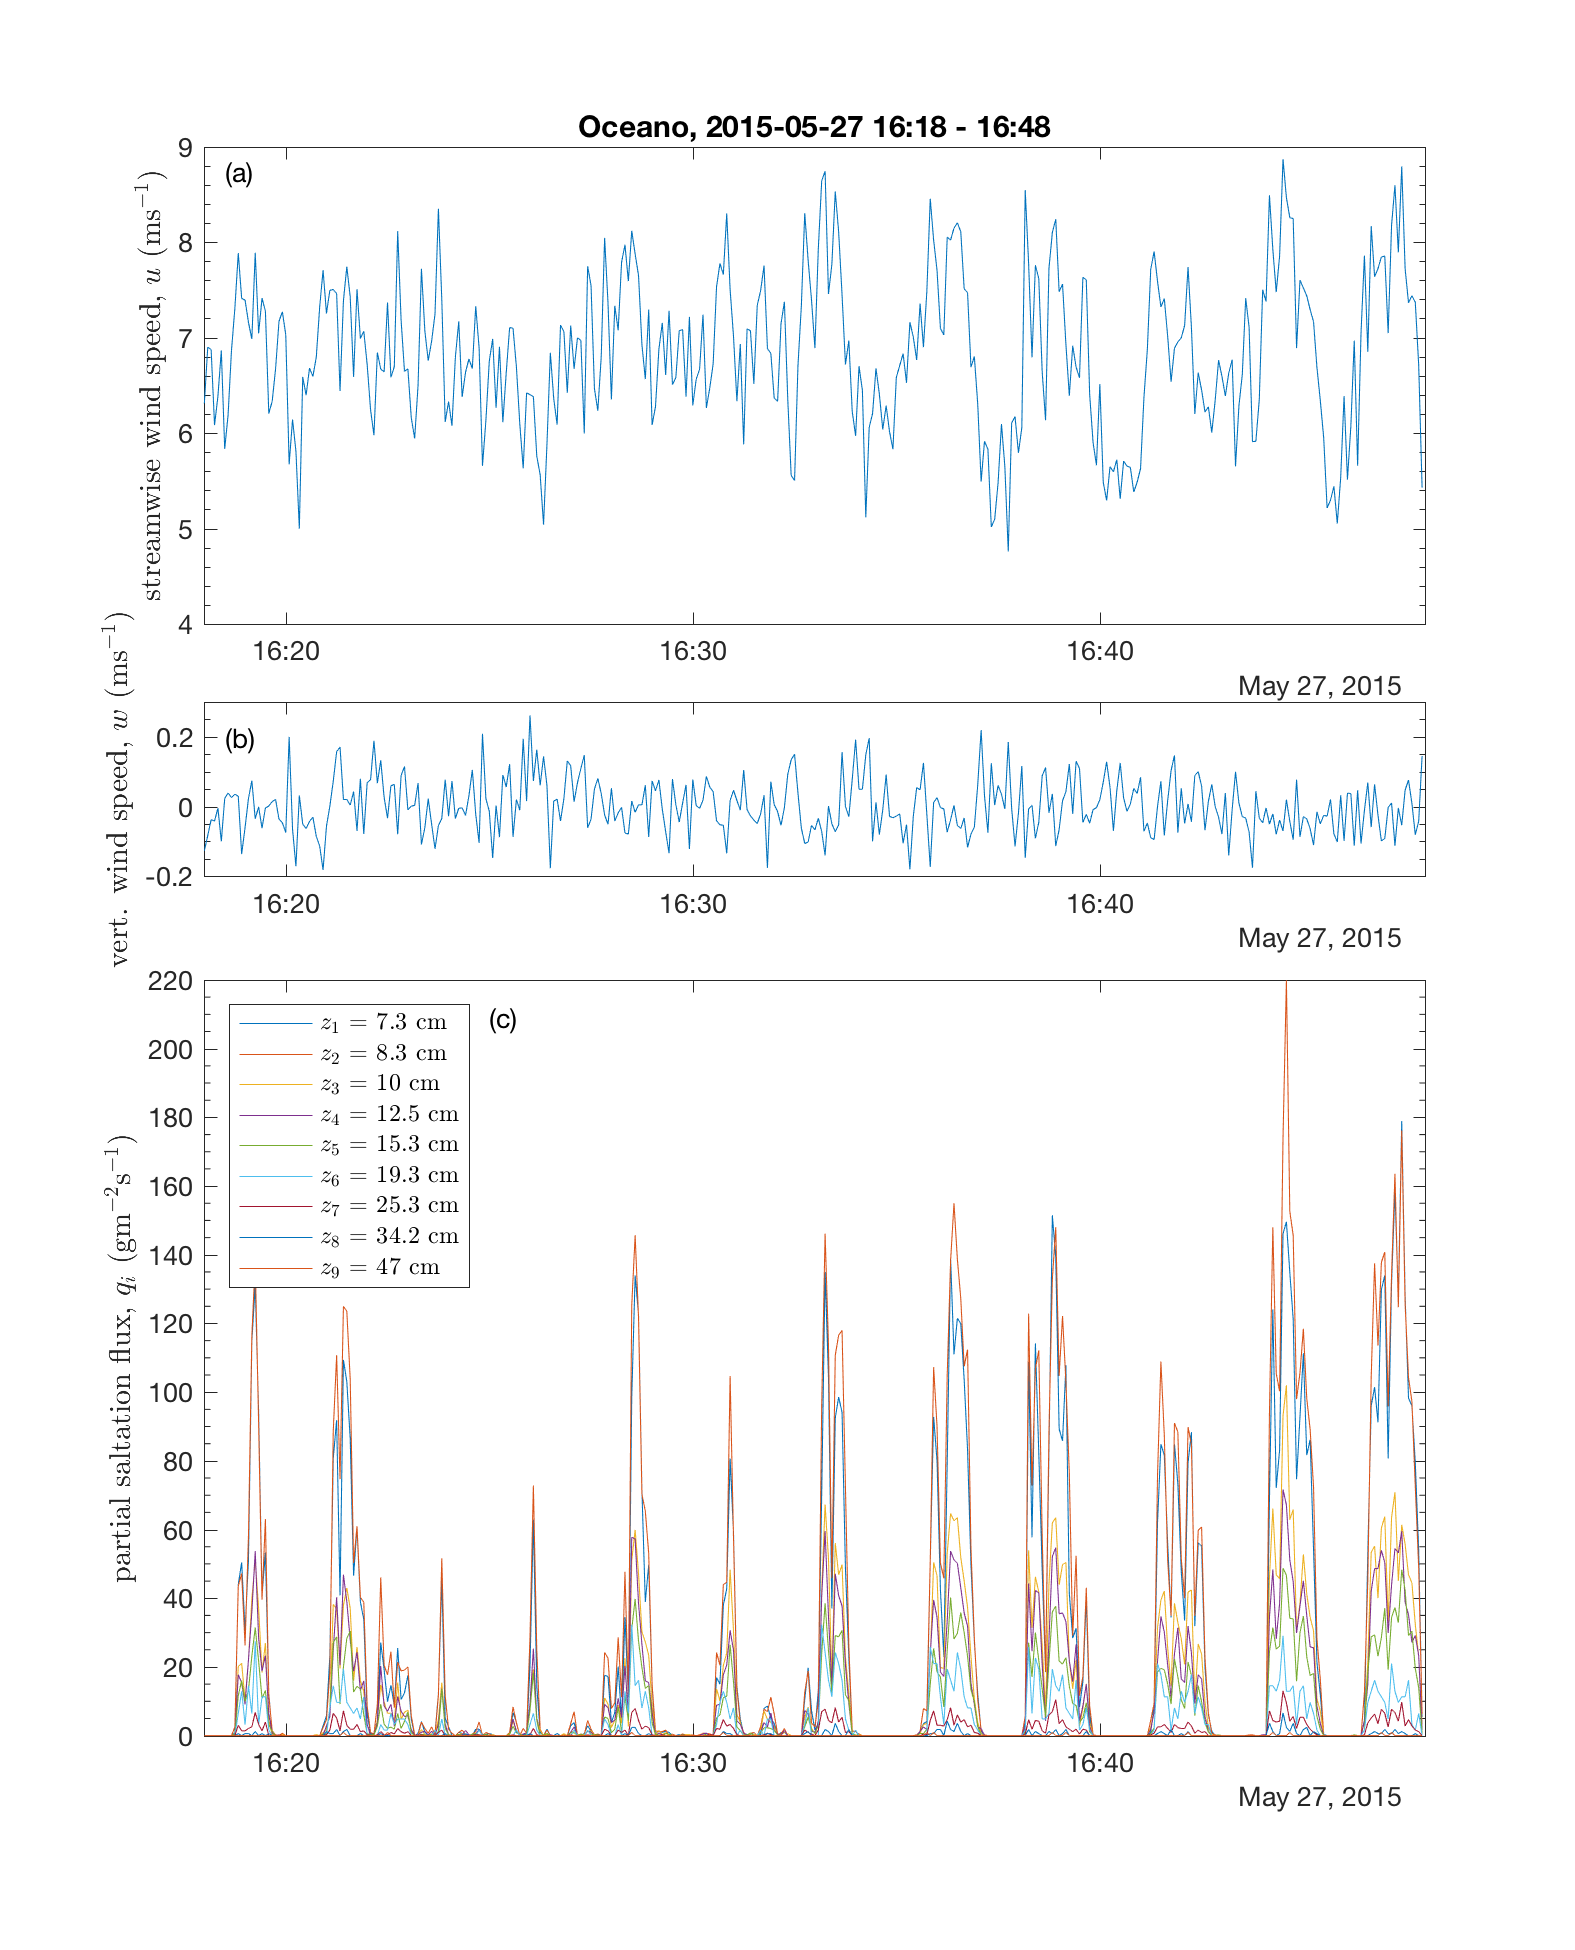 Oceano, 2015-05-27 16:18 - 16:48
(a)
streamwise wind speed, u (ms⁻¹)
9
8
7
6
5
4
16:20 16:30 16:40
May 27, 2015
(b)
vert. wind speed, w (ms⁻¹)
0.2
0
-0.2
16:20 16:30 16:40
May 27, 2015
(c)
partial saltation flux, qᵢ (gm⁻²s⁻¹)
220
200
180
160
140
120
100
80
60
40
20
0
z₁ = 7.3 cm
z₂ = 8.3 cm
z₃ = 10 cm
z₄ = 12.5 cm
z₅ = 15.3 cm
z₆ = 19.3 cm
z₇ = 25.3 cm
z₈ = 34.2 cm
z₉ = 47 cm
16:20 16:30 16:40
May 27, 2015